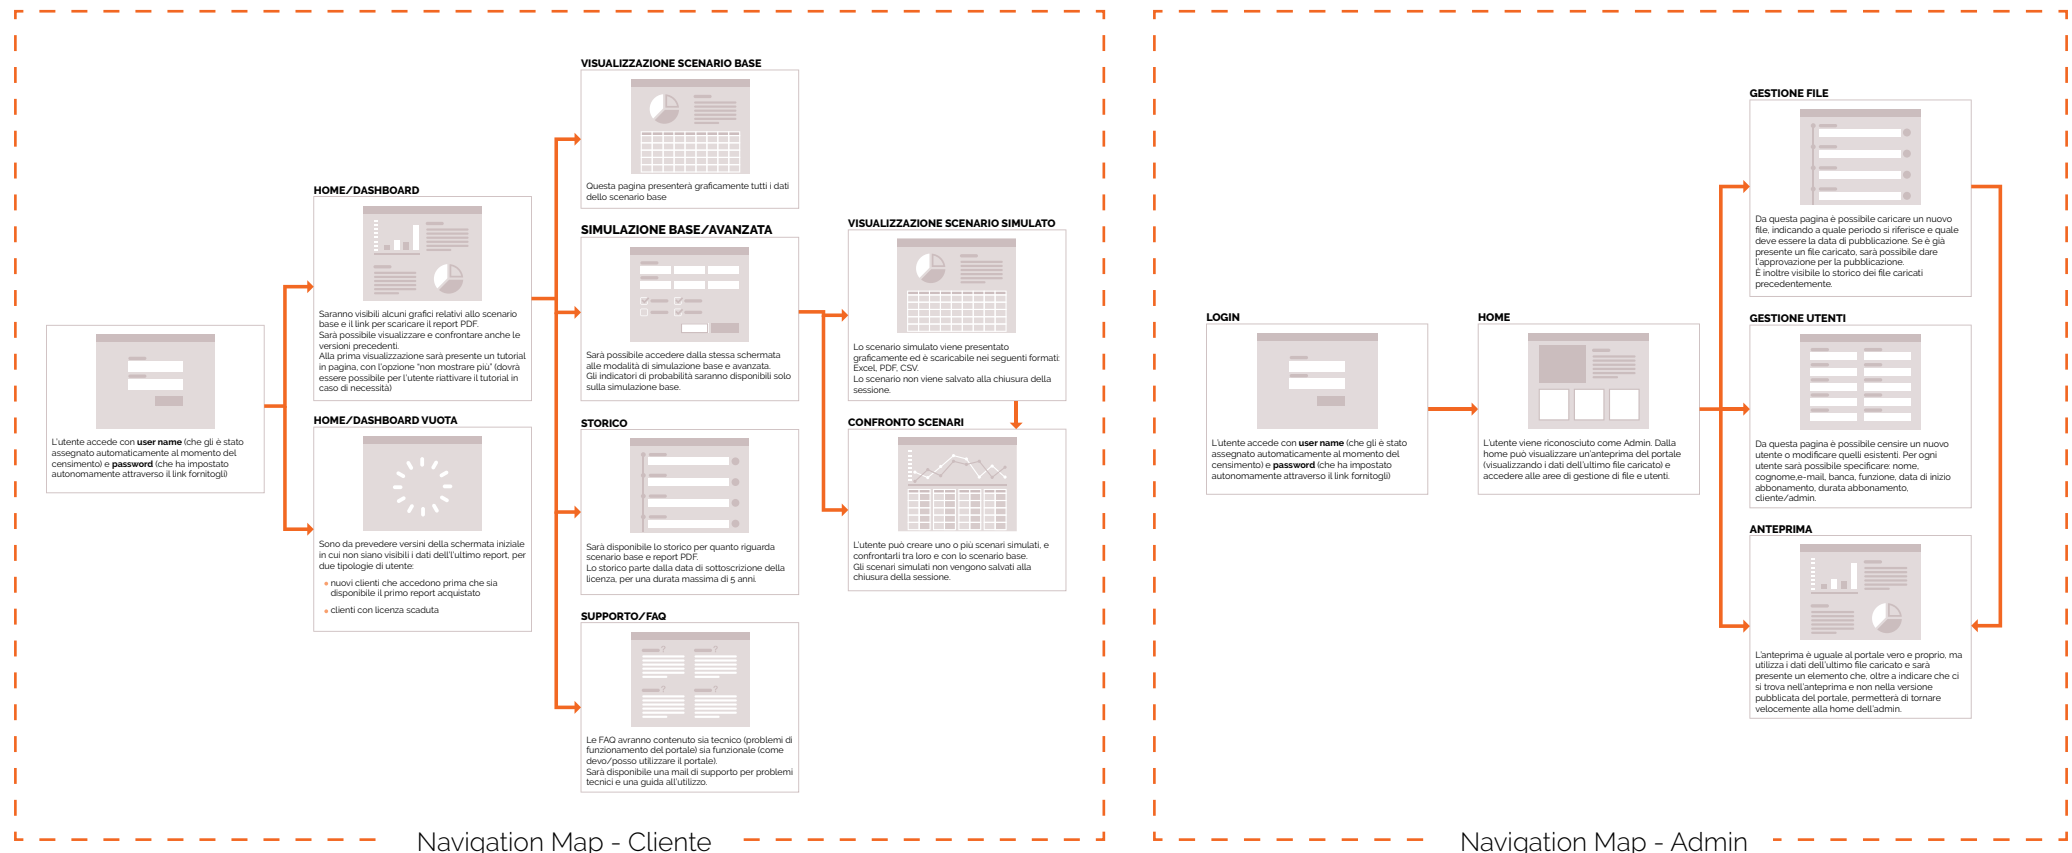 L'utente accede con user name (che gli è stato
assegnato automaticamente al momento del
censimento) e password (che ha impostato
autonomamente attraverso il link fornitogli)
HOME/DASHBOARD
Saranno visibili alcuni grafici relativi allo scenario
base e il link per scaricare il report PDF.
Sarà possibile visualizzare e confrontare anche le
versioni precedenti.
Alla prima visualizzazione sarà presente un tutorial
in pagina, con l'opzione "non mostrare più" (dovrà
essere possibile per l'utente riattivare il tutorial in
caso di necessità)
HOME/DASHBOARD VUOTA
Sono da prevedere versini della schermata iniziale
in cui non siano visibili i dati dell'ultimo report, per
due tipologie di utente:
nuovi clienti che accedono prima che sia
disponibile il primo report acquistato
clienti con licenza scaduta
VISUALIZZAZIONE SCENARIO BASE
Questa pagina presenterà graficamente tutti i dati
dello scenario base
SIMULAZIONE BASE/AVANZATA
Sarà possibile accedere dalla stessa schermata
alle modalità di simulazione base e avanzata.
Gli indicatori di probabilità saranno disponibili solo
sulla simulazione base.
STORICO
Sarà disponibile lo storico per quanto riguarda
scenario base e report PDF.
Lo storico parte dalla data di sottoscrizione della
licenza, per una durata massima di 5 anni.
SUPPORTO/FAQ
?
?
?
?
Le FAQ avranno contenuto sia tecnico (problemi di
funzionamento del portale) sia funzionale (come
devo/posso utilizzare il portale).
Sarà disponibile una mail di supporto per problemi
tecnici e una guida all'utilizzo.
VISUALIZZAZIONE SCENARIO SIMULATO
Lo scenario simulato viene presentato
graficamente ed è scaricabile nei seguenti formati:
Excel, PDF, CSV.
Lo scenario non viene salvato alla chiusura della
sessione.
CONFRONTO SCENARI
L'utente può creare uno o più scenari simulati, e
confrontarli tra loro e con lo scenario base.
Gli scenari simulati non vengono salvati alla
chiusura della sessione.
Navigation Map - Cliente
LOGIN
L'utente accede con user name (che gli è stato
assegnato automaticamente al momento del
censimento) e password (che ha impostato
autonomamente attraverso il link fornitogli)
HOME
L'utente viene riconosciuto come Admin. Dalla
home può visualizzare un'anteprima del portale
(visualizzando i dati dell'ultimo file caricato) e
accedere alle aree di gestione di file e utenti.
GESTIONE FILE
Da questa pagina è possibile caricare un nuovo
file, indicando a quale periodo si riferisce e quale
deve essere la data di pubblicazione. Se è già
presente un file caricato, sarà possibile dare
l'approvazione per la pubblicazione.
È inoltre visibile lo storico dei file caricati
precedentemente.
GESTIONE UTENTI
Da questa pagina è possibile censire un nuovo
utente o modificare quelli esistenti. Per ogni
utente sarà possibile specificare: nome,
cognome,e-mail, banca, funzione, data di inizio
abbonamento, durata abbonamento,
cliente/admin.
ANTEPRIMA
L'anteprima è uguale al portale vero e proprio, ma
utilizza i dati dell'ultimo file caricato e sarà
presente un elemento che, oltre a indicare che ci
si trova nell'anteprima e non nella versione
pubblicata del portale, permetterà di tornare
velocemente alla home dell'admin.
Navigation Map - Admin